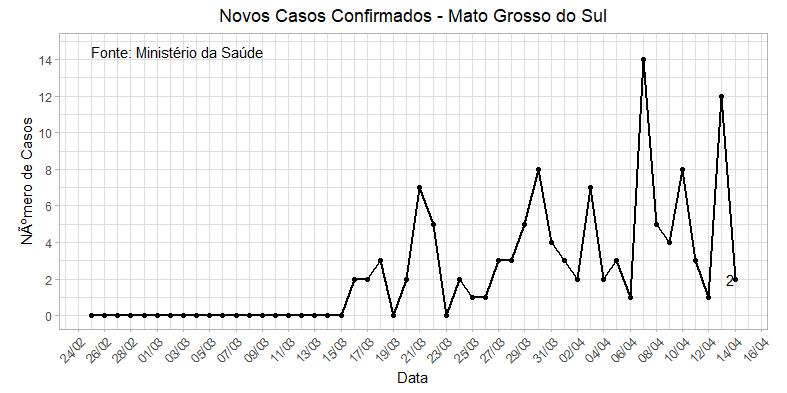 Novos Casos Confirmados - Mato Grosso do Sul
Fonte: Ministério da Saúde
NÃºmero de Casos
14
12
10
8
6
4
2
0
2
24/02 26/02 28/02 01/03 03/03 05/03 07/03 09/03 11/03 13/03 15/03 17/03 19/03 21/03 23/03 25/03 27/03 29/03 31/03 02/04 04/04 06/04 08/04 10/04 12/04 14/04 16/04
Data